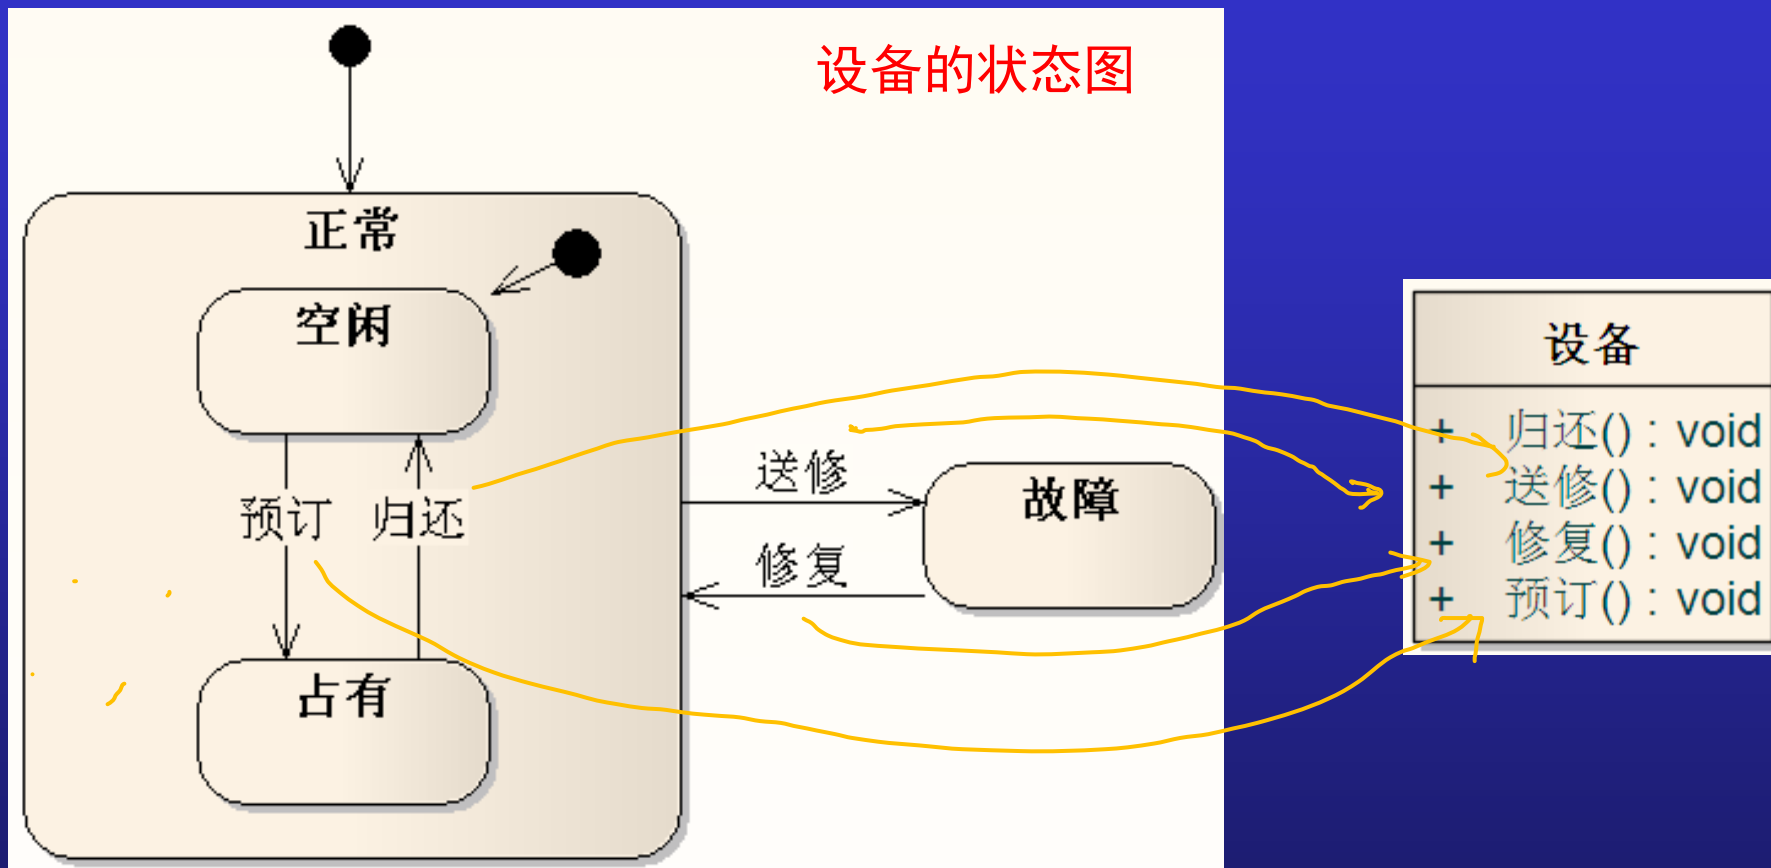 设备的状态图
正常
空闲
预订
归还
占有
送修
修复
故障
设备
+ 归还() : void
+ 送修() : void
+ 修复() : void
+ 预订() : void